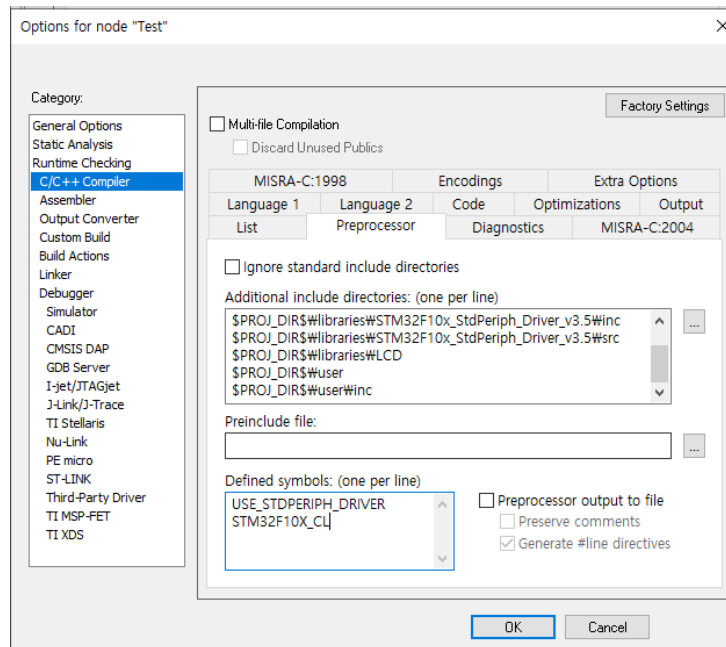 Options for node "Test"
Category:
General Options
Static Analysis
Runtime Checking
C/C++ Compiler
Assembler
Output Converter
Custom Build
Build Actions
Linker
Debugger
Simulator
CADI
CMSIS DAP
GDB Server
I-jet/JTAGjet
J-Link/J-Trace
TI Stellaris
Nu-Link
PE micro
ST-LINK
Third-Party Driver
TI MSP-FET
TI XDS
Factory Settings
Multi-file Compilation
Discard Unused Publics
MISRA-C:1998 Encodings Extra Options
Language 1 Language 2 Code Optimizations Output
List Preprocessor Diagnostics MISRA-C:2004
Ignore standard include directories
Additional include directories: (one per line)
$PROJ_DIR$₩libraries₩STM32F10x_StdPeriph_Driver_v3.5₩inc
$PROJ_DIR$₩libraries₩STM32F10x_StdPeriph_Driver_v3.5₩src
$PROJ_DIR$₩libraries₩LCD
$PROJ_DIR$₩user
$PROJ_DIR$₩user₩inc
...
Preinclude file:
...
Defined symbols: (one per line)
USE_STDPERIPH_DRIVER
STM32F10X_CL
Preprocessor output to file
Preserve comments
Generate #line directives
OK Cancel